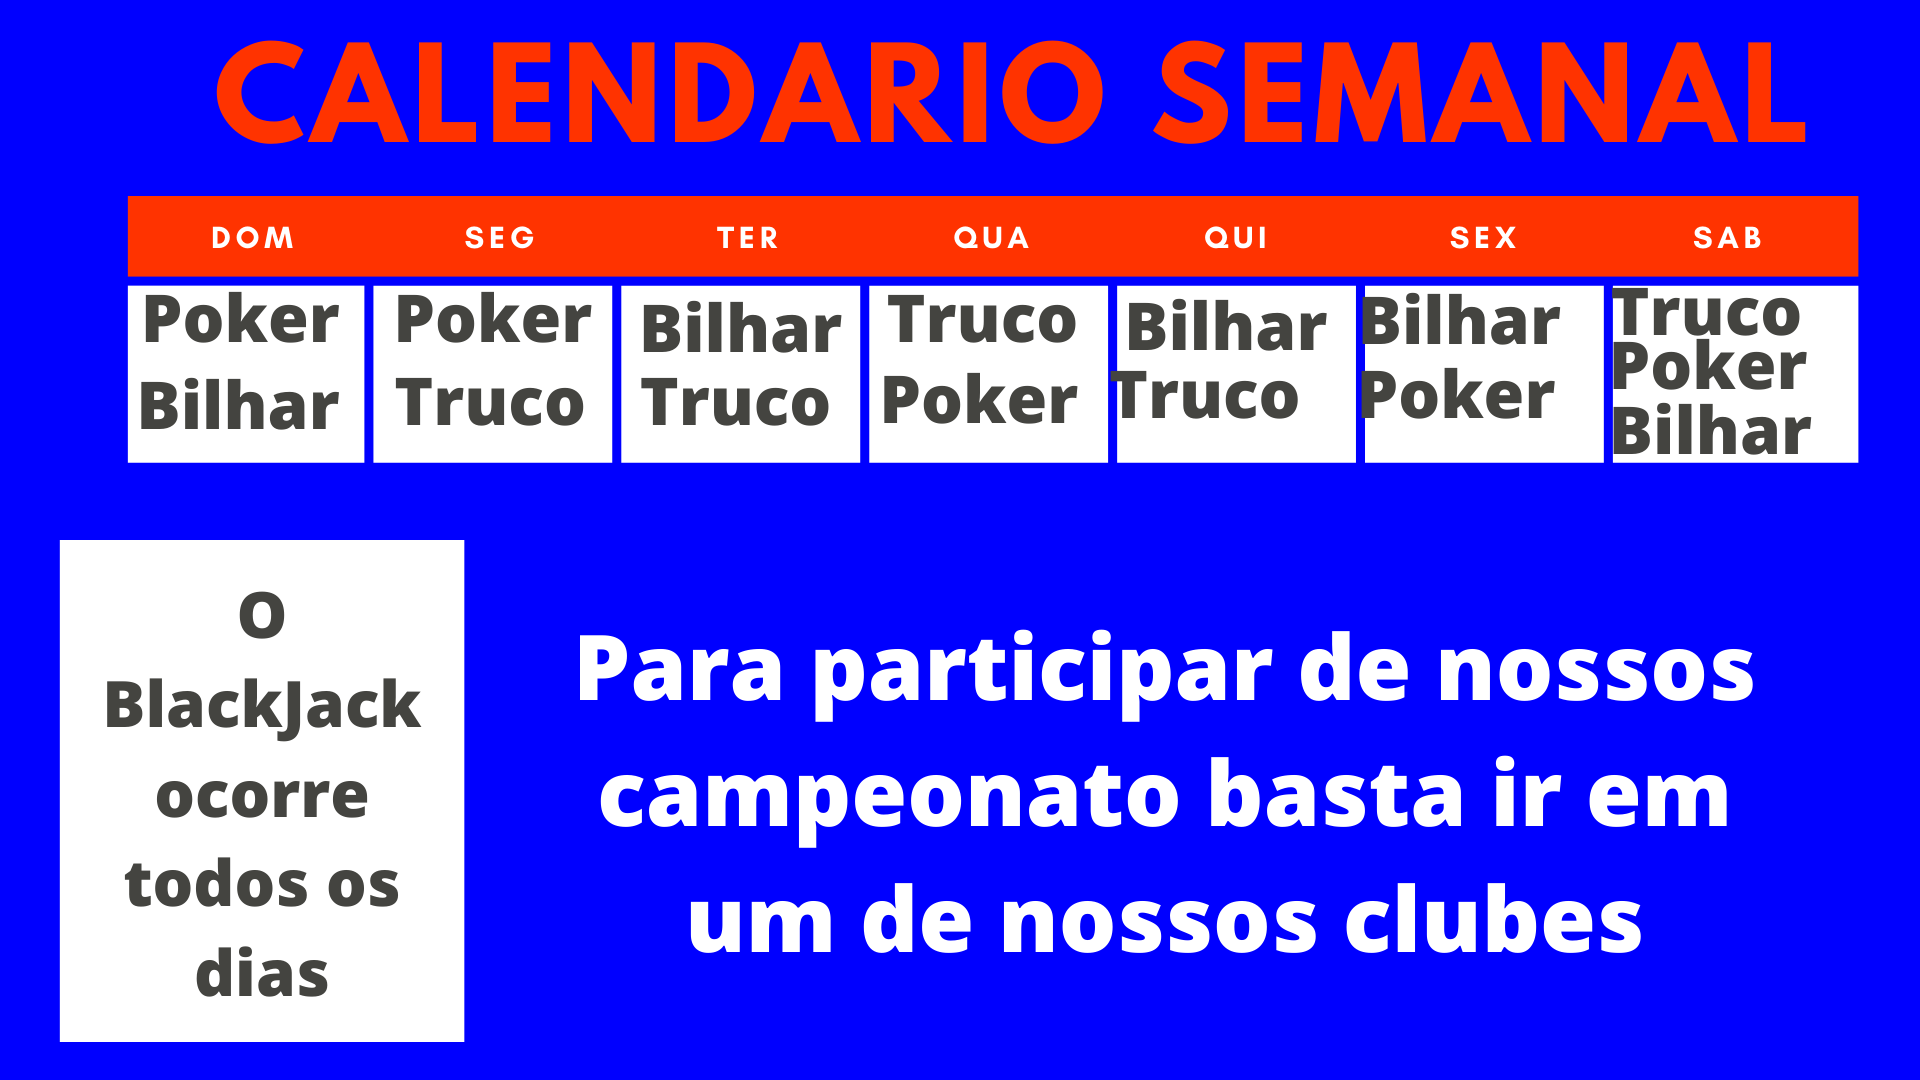 CALENDARIO SEMANAL
DOM SEG TER QUA QUI SEX SAB
Poker Poker Bilhar Truco Bilhar Bilhar Truco
Bilhar Truco Truco Poker Truco Poker Poker
Bilhar
O
BlackJack
ocorre
todos os
dias
Para participar de nossos
campeonato basta ir em
um de nossos clubes